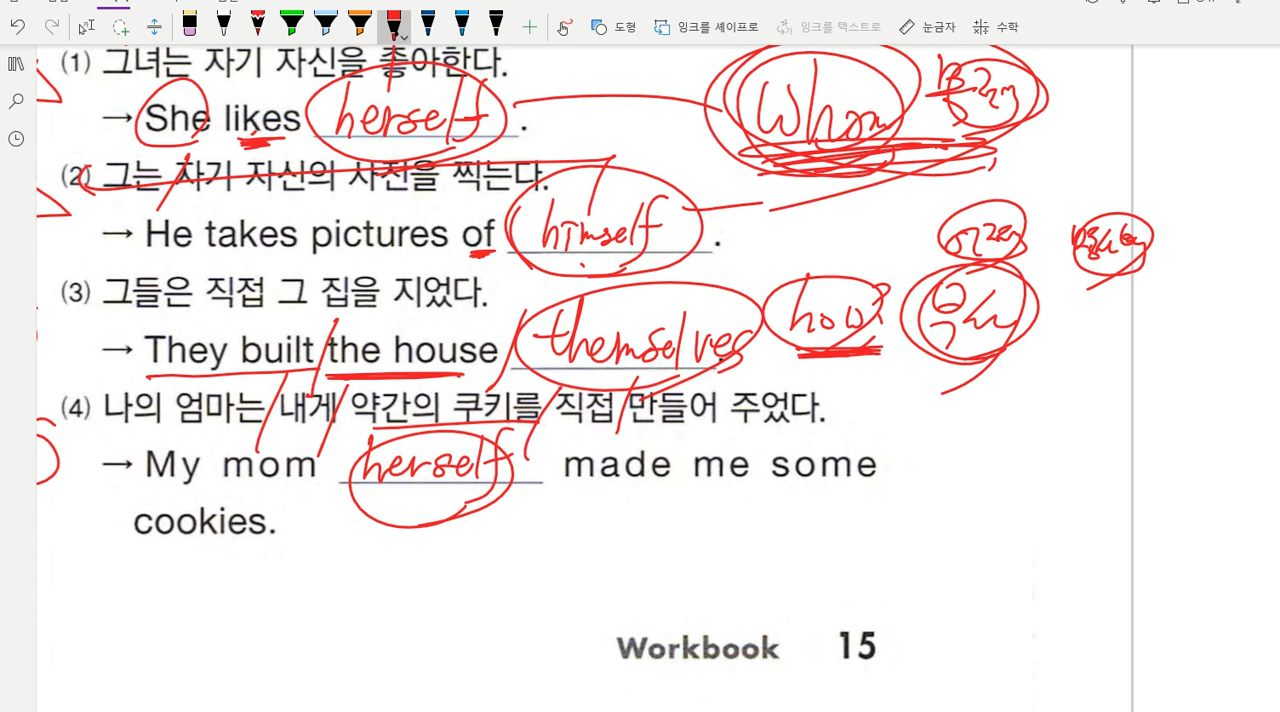 도형
잉크를 셰이프로
잉크를 텍스트로
눈금자
수학
(1) 그녀는 자기 자신을 좋아한다.
→ She likes herself.
Whom
(2) 그는 자기 자신의 사진을 찍는다.
→ He takes pictures of himself.
(3) 그들은 직접 그 집을 지었다.
→ They built the house themselves
how?
(4) 나의 엄마는 내게 약간의 쿠키를 직접 만들어 주었다.
→ My mom herself made me some
cookies.
Workbook 15